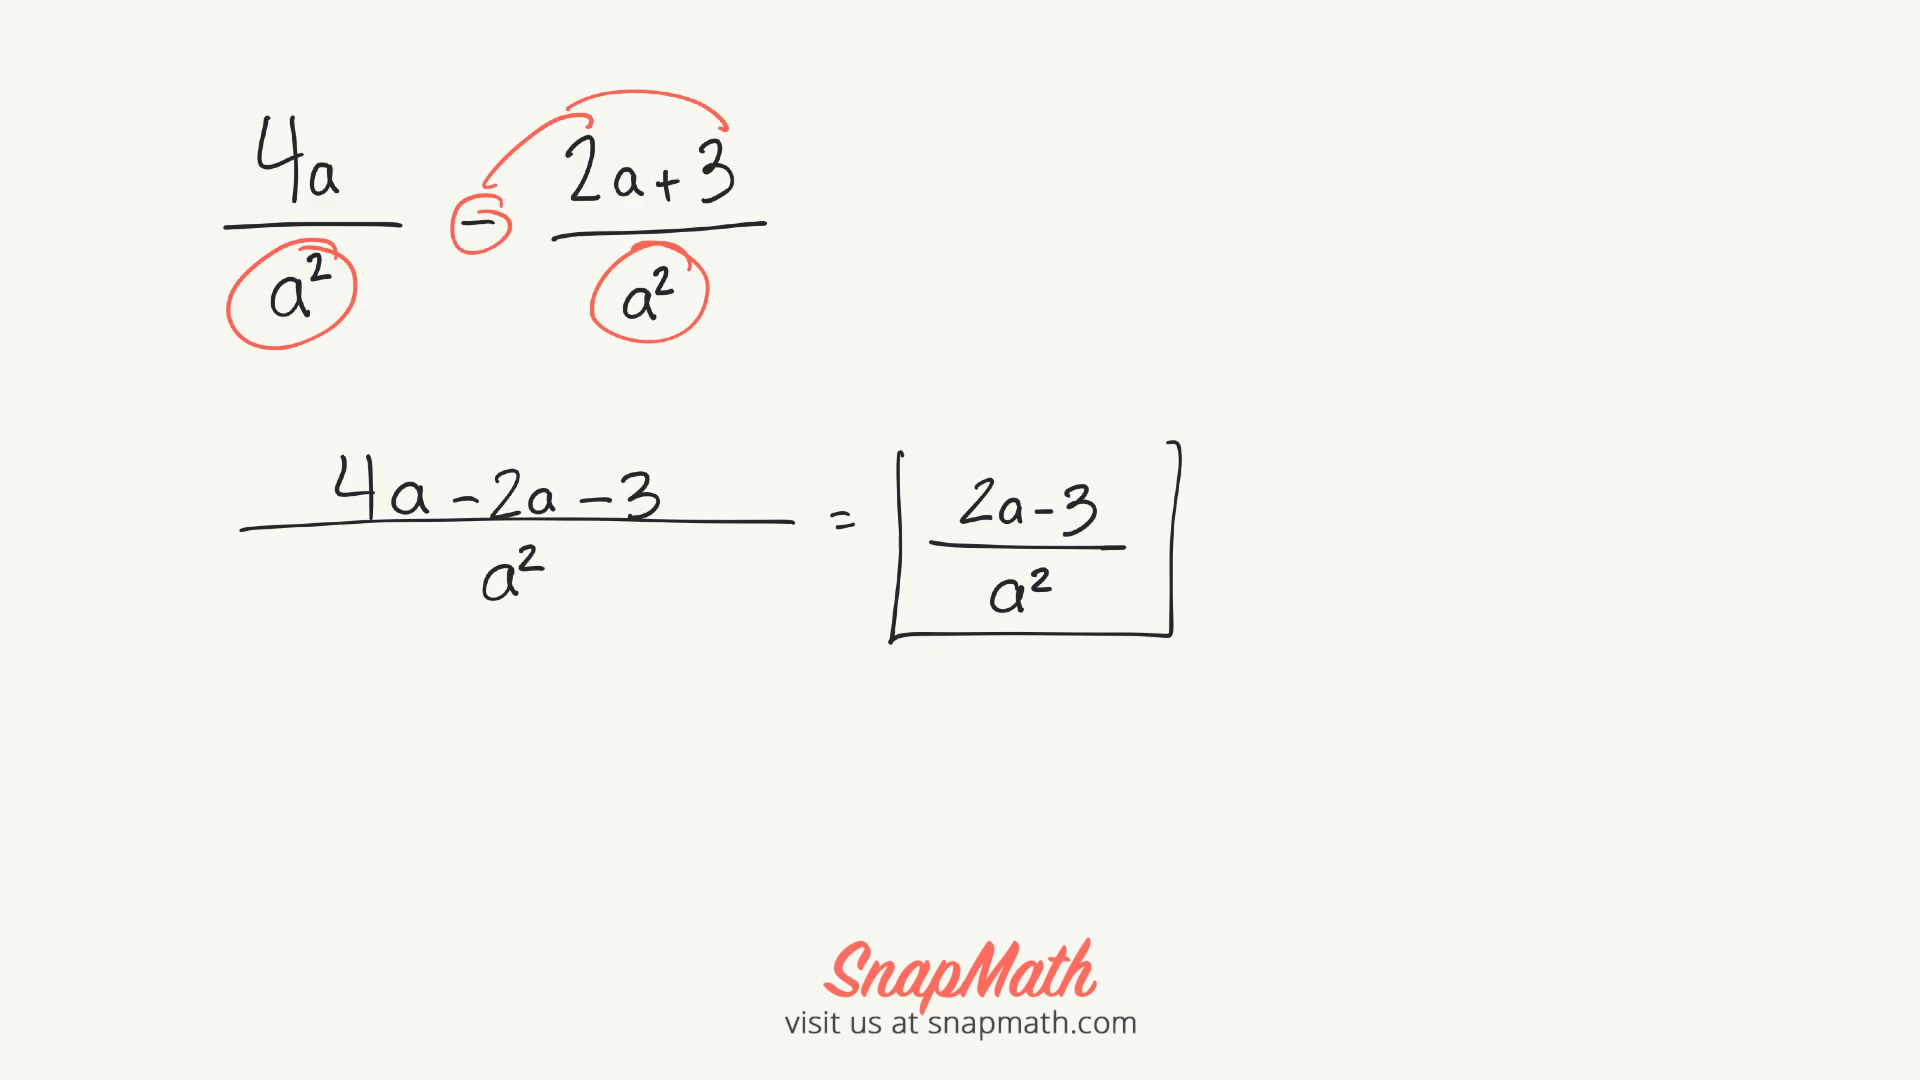 4a/a² - 2a+3/a²
4a-2a-3/a² = 2a-3/a²
SnapMath
visit us at snapmath.com